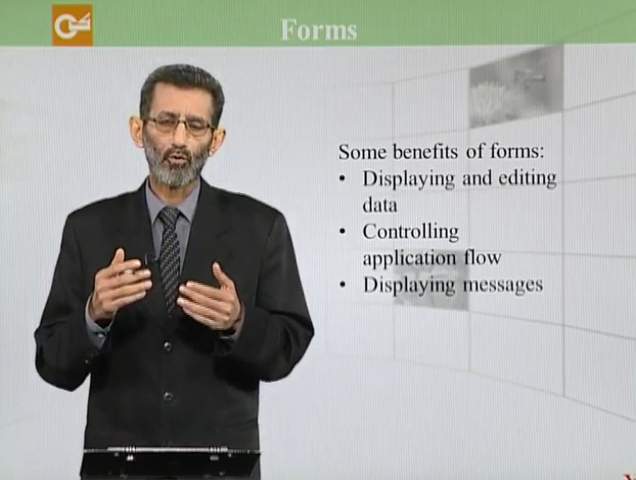 Forms
Some benefits of forms:
• Displaying and editing
data
• Controlling
application flow
• Displaying messages